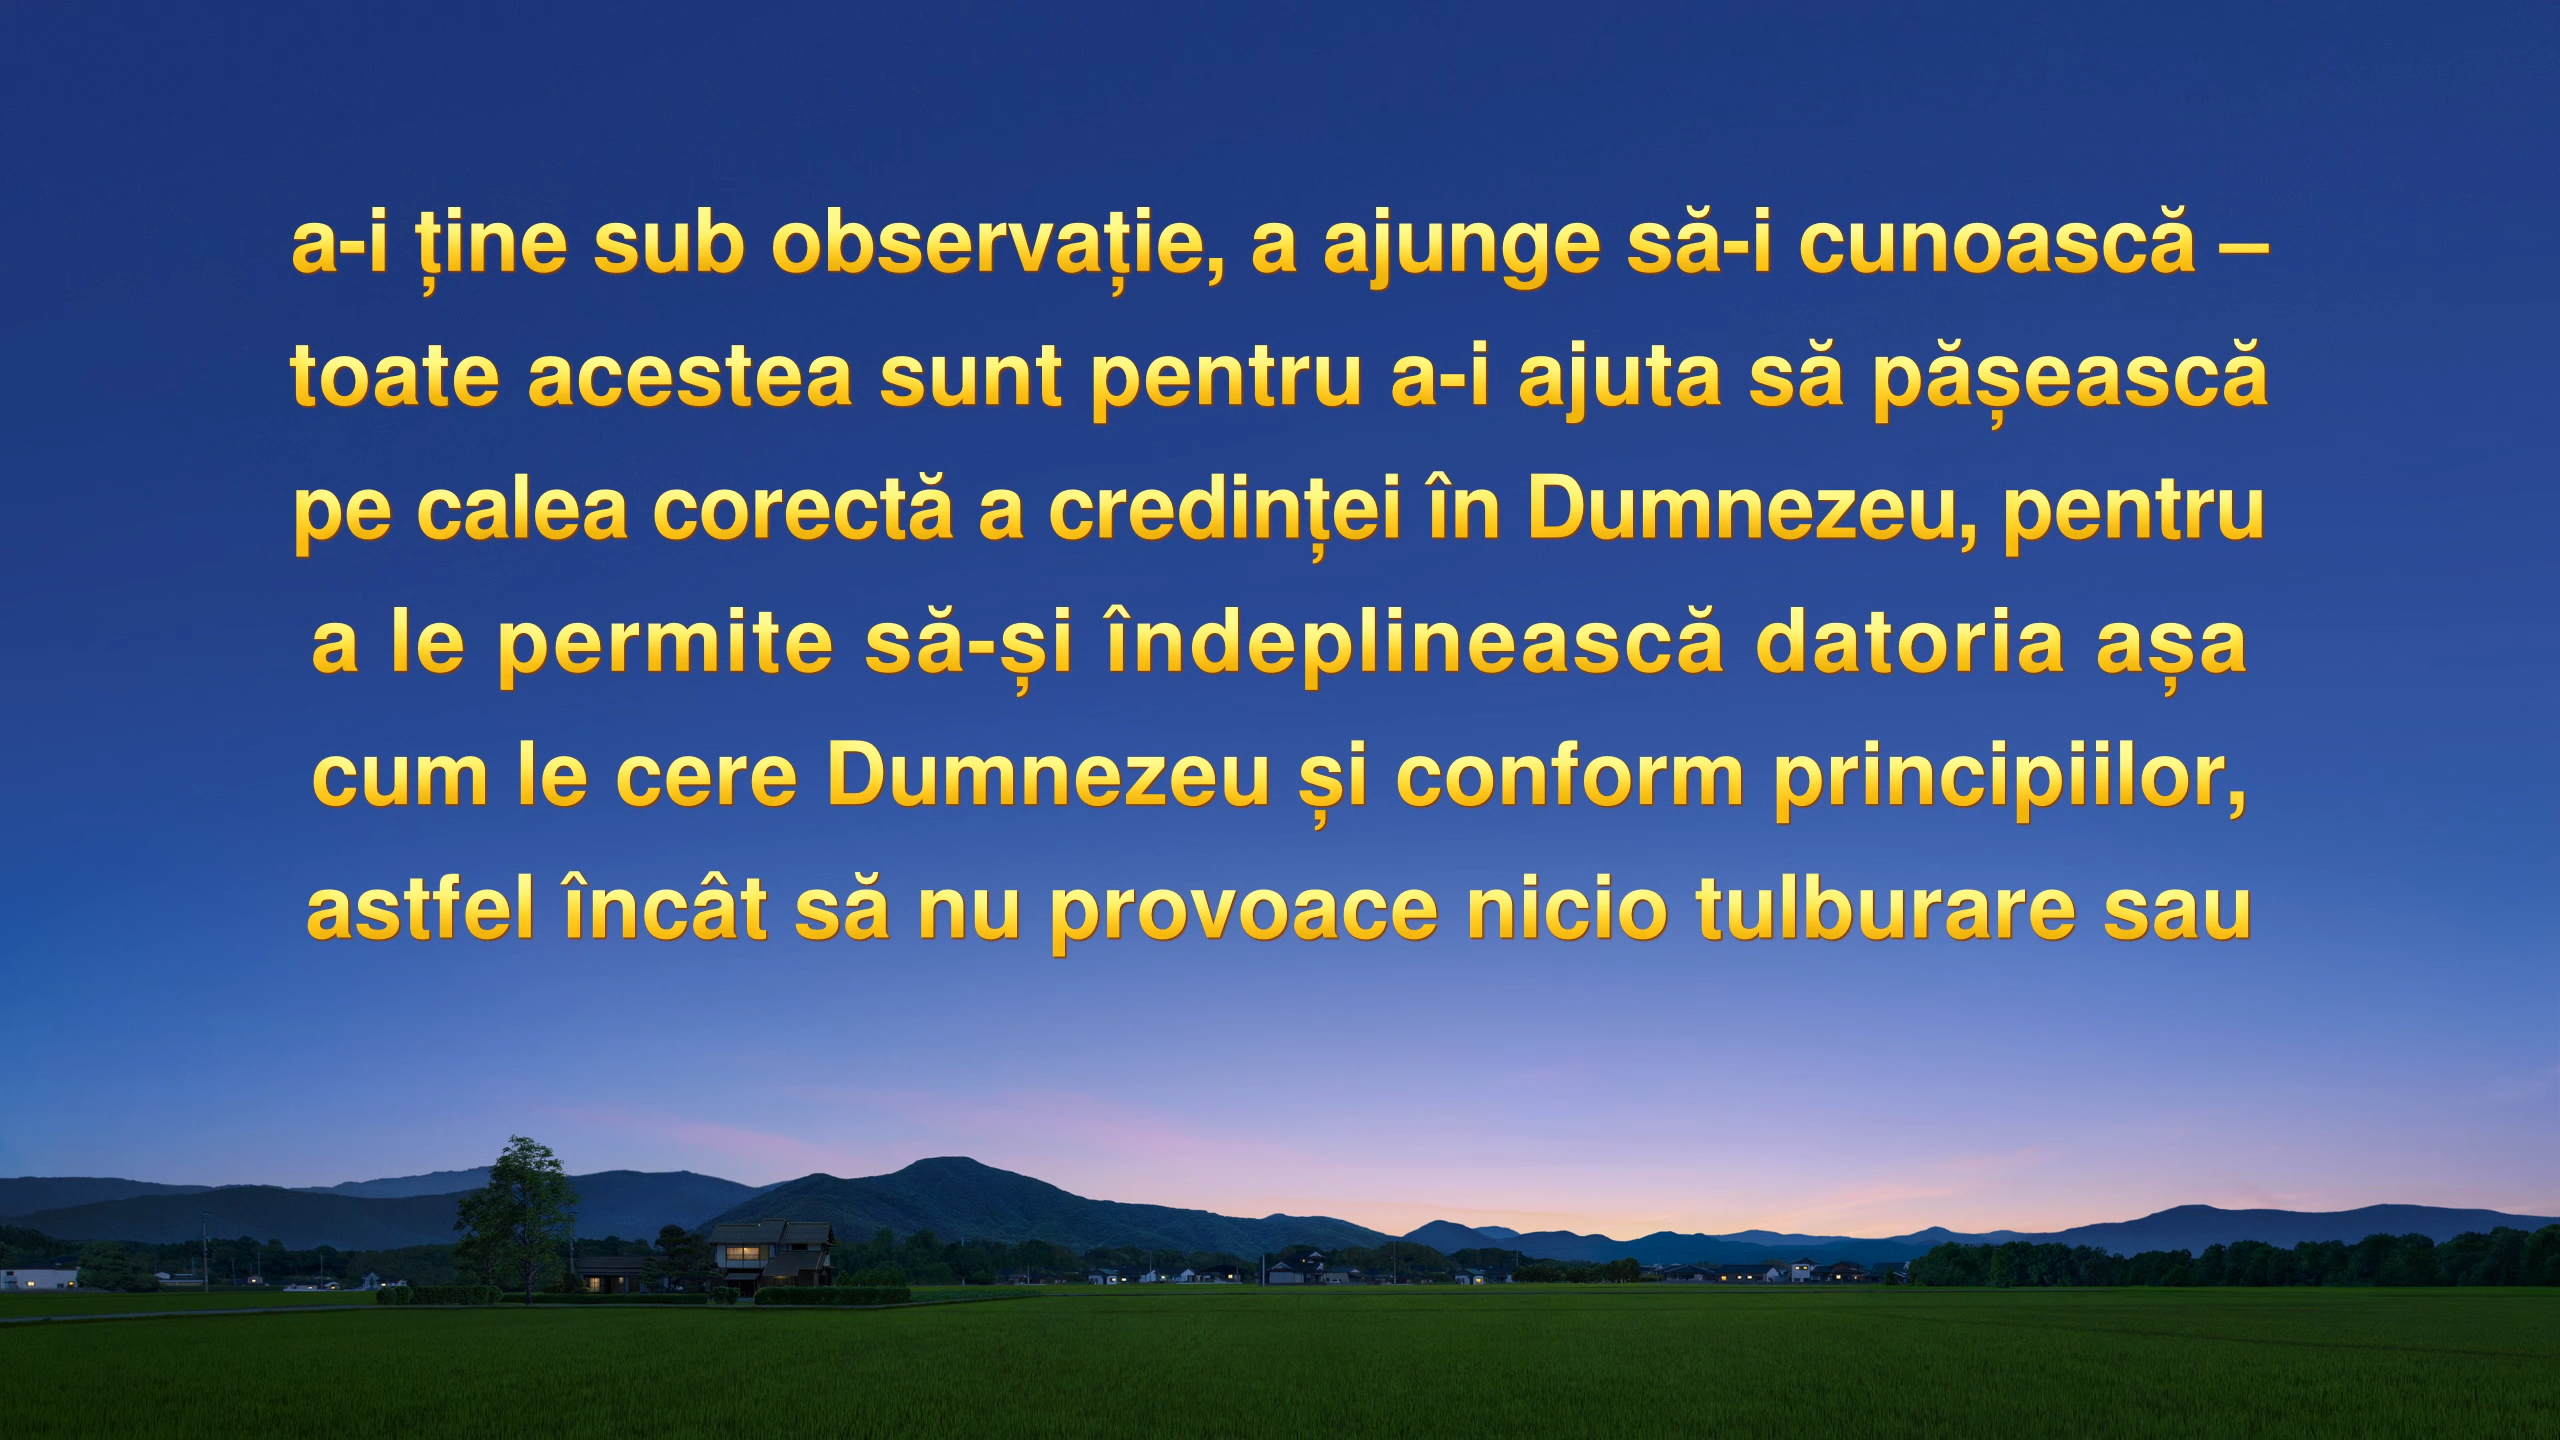 a-i ține sub observație, a ajunge să-i cunoască –
toate acestea sunt pentru a-i ajuta să pășească
pe calea corectă a credinței în Dumnezeu, pentru
a le permite să-și îndeplinească datoria așa
cum le cere Dumnezeu și conform principiilor,
astfel încât să nu provoace nicio tulburare sau